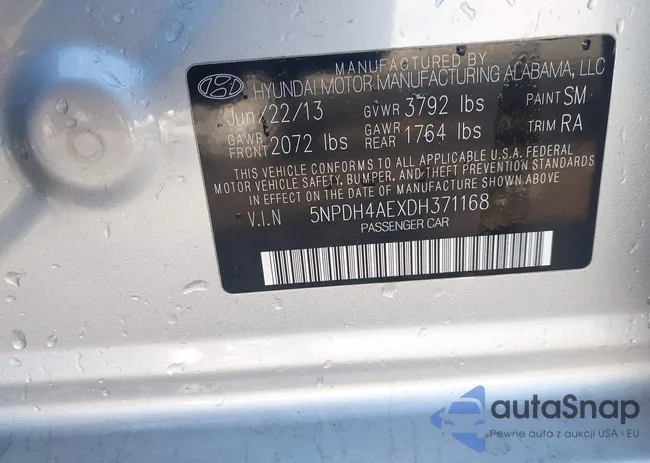 MANUFACTURED BY
HYUNDAI MOTOR MANUFACTURING ALABAMA, LLC
Jun/22/13 GVWR 3792 lbs PAINT SM
GAWR FRONT 2072 lbs GAWR REAR 1764 lbs TRIM RA
THIS VEHICLE CONFORMS TO ALL APPLICABLE U.S.A. FEDERAL
MOTOR VEHICLE SAFETY, BUMPER, AND THEFT PREVENTION STANDARDS
IN EFFECT ON THE DATE OF MANUFACTURE SHOWN ABOVE
V.I.N 5NPDH4AEXDH371168
PASSENGER CAR
autaSnap
Pewne auta z aukcji USA i EU